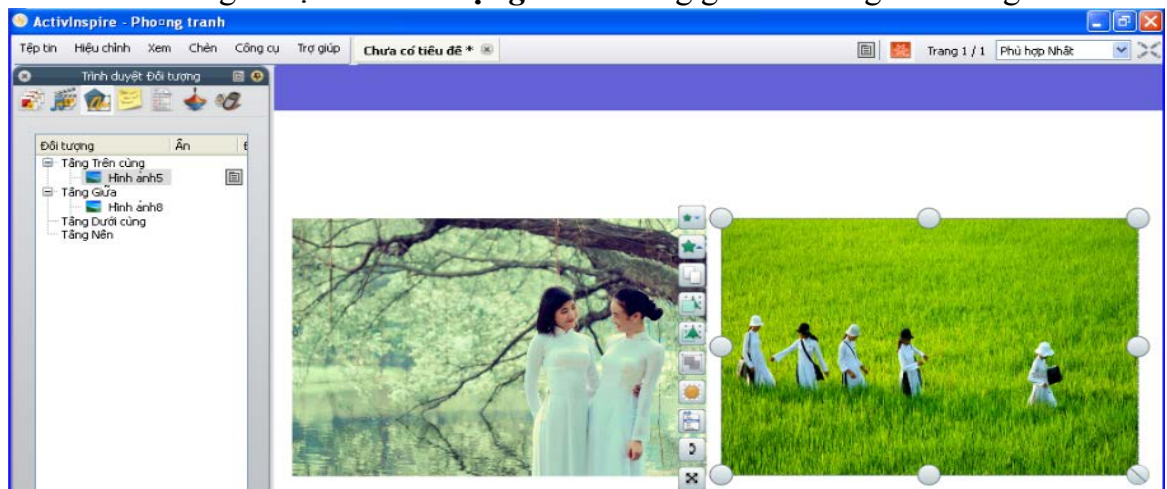 ActivInspire - Pho¤ng tranh
Tệp tin Hiệu chỉnh Xem Chèn Công cụ Trợ giúp Chưa có tiêu đề * Trang 1 / 1 Phù hợp Nhất
Trình duyệt Đối tượng
Đối tượng Ẩn
Tầng Trên cùng
Hình ảnh5
Tầng Giữa
Hình ảnh8
Tầng Dưới cùng
Tầng Nền